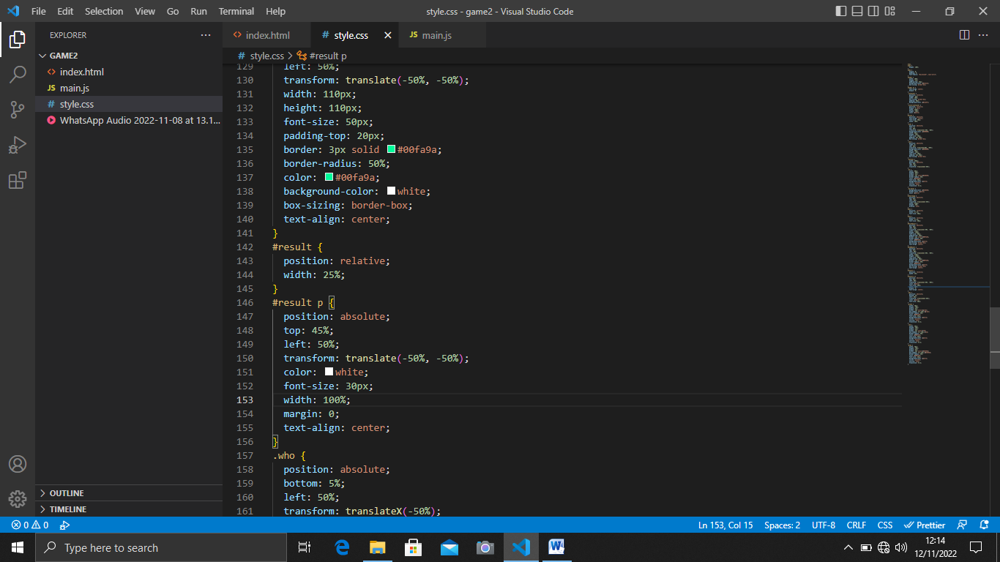 File Edit Selection View Go Run Terminal Help style.css - game2 - Visual Studio Code
EXPLORER
GAME2
index.html
main.js
style.css
WhatsApp Audio 2022-11-08 at 13.1...
OUTLINE
TIMELINE
index.html style.css main.js
style.css > #result p
129 left: 50%;
130 transform: translate(-50%, -50%);
131 width: 110px;
132 height: 110px;
133 font-size: 50px;
134 padding-top: 20px;
135 border: 3px solid #00fa9a;
136 border-radius: 50%;
137 color: #00fa9a;
138 background-color: white;
139 box-sizing: border-box;
140 text-align: center;
141 }
142 #result {
143 position: relative;
144 width: 25%;
145 }
146 #result p {
147 position: absolute;
148 top: 45%;
149 left: 50%;
150 transform: translate(-50%, -50%);
151 color: white;
152 font-size: 30px;
153 width: 100%;
154 margin: 0;
155 text-align: center;
156 }
157 .who {
158 position: absolute;
159 bottom: 5%;
160 left: 50%;
161 transform: translateX(-50%);
0 0 Ln 153, Col 15 Spaces: 2 UTF-8 CRLF CSS Prettier
Type here to search
12:14
12/11/2022